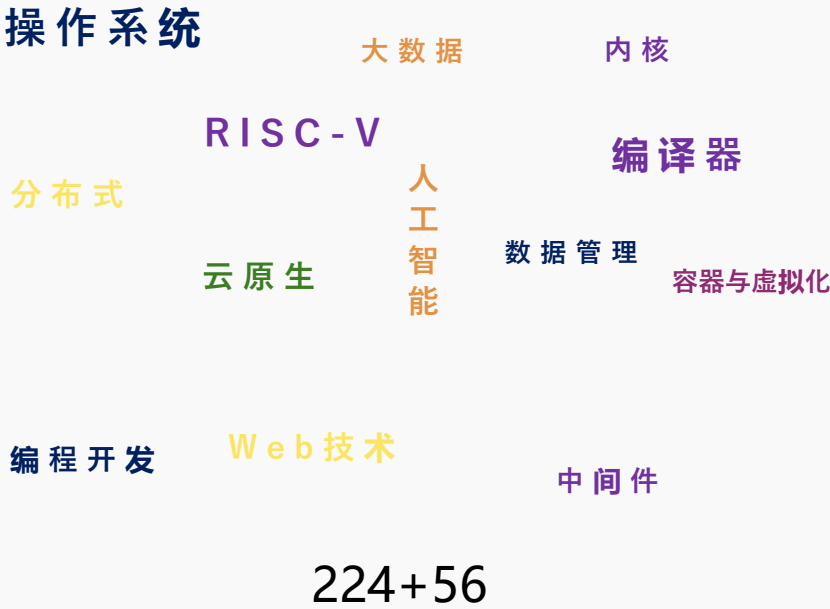 操作系统
大数据
内核
RISC-V
编译器
人工智能
分布式
数据管理
云原生
容器与虚拟化
Web技术
编程开发
中间件
224+56